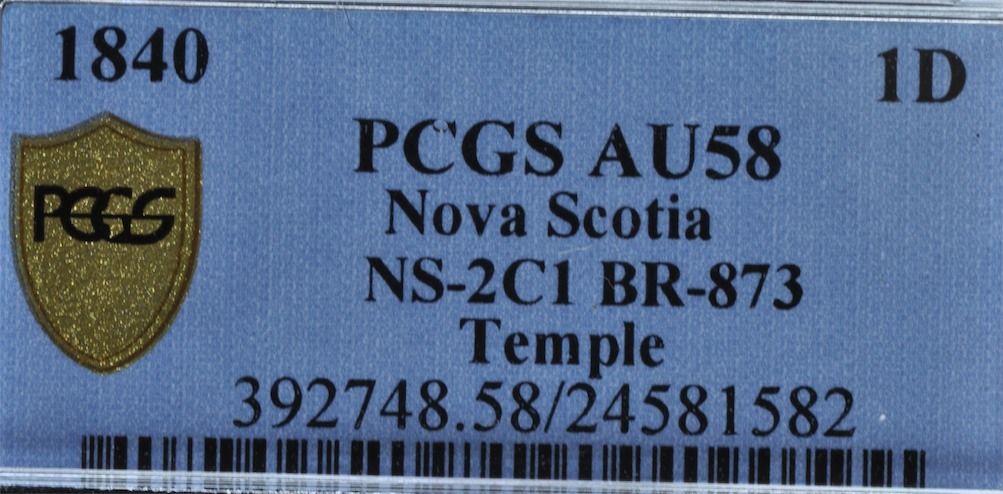 1840
1D
PCGS AU58
PCGS
Nova Scotia
NS-2C1 BR-873
Temple
392748.58/24581582